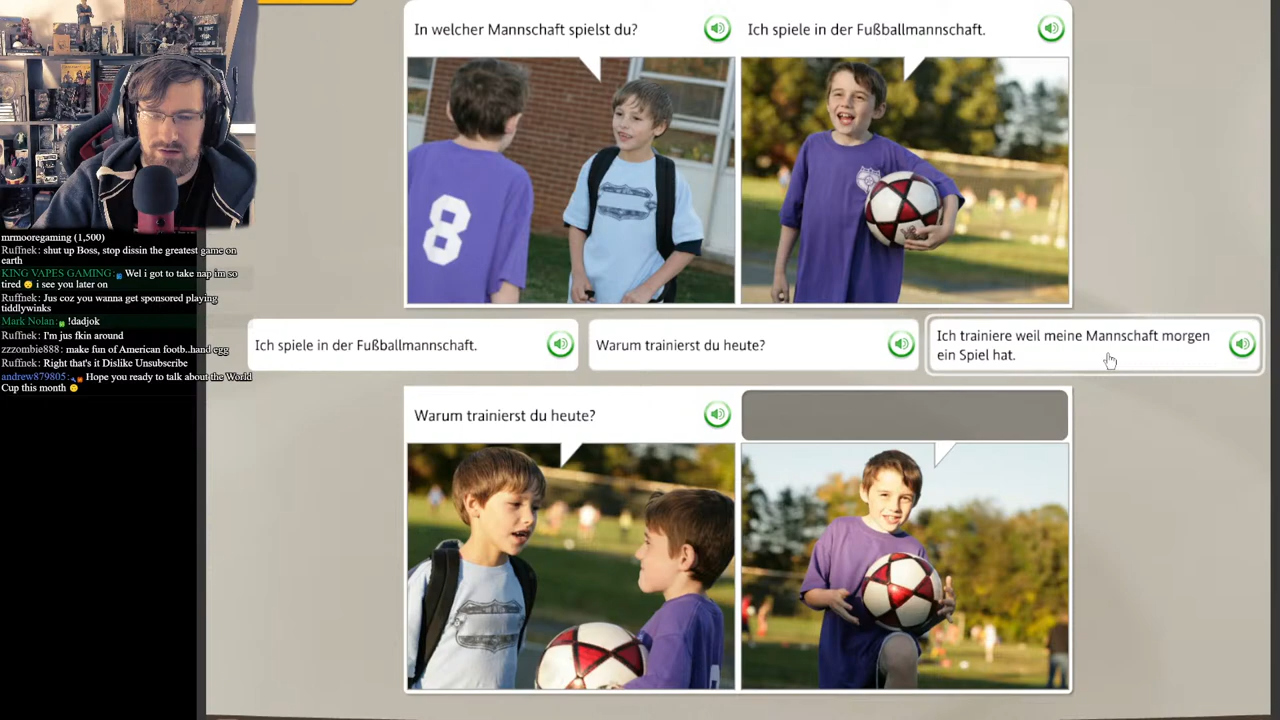 In welcher Mannschaft spielst du?
Ich spiele in der Fußballmannschaft.
8
mrmooregaming (1,500)
Ruffnek: shut up Boss, stop dissin the greatest game on
earth
KING VAPES GAMING: Wel i got to take nap im so
tired i see you later on
Ruffnek: Jus coz you wanna get sponsored playing
tiddlywinks
Mark Nolan: !dadjok
Ruffnek: I'm jus fkin around
zzzombie888: make fun of American footb..hand egg
Ruffnek: Right that's it Dislike Unsubscribe
andrew879805: Hope you ready to talk about the World
Cup this month
Ich spiele in der Fußballmannschaft.
Warum trainierst du heute?
Ich trainiere weil meine Mannschaft morgen
ein Spiel hat.
Warum trainierst du heute?